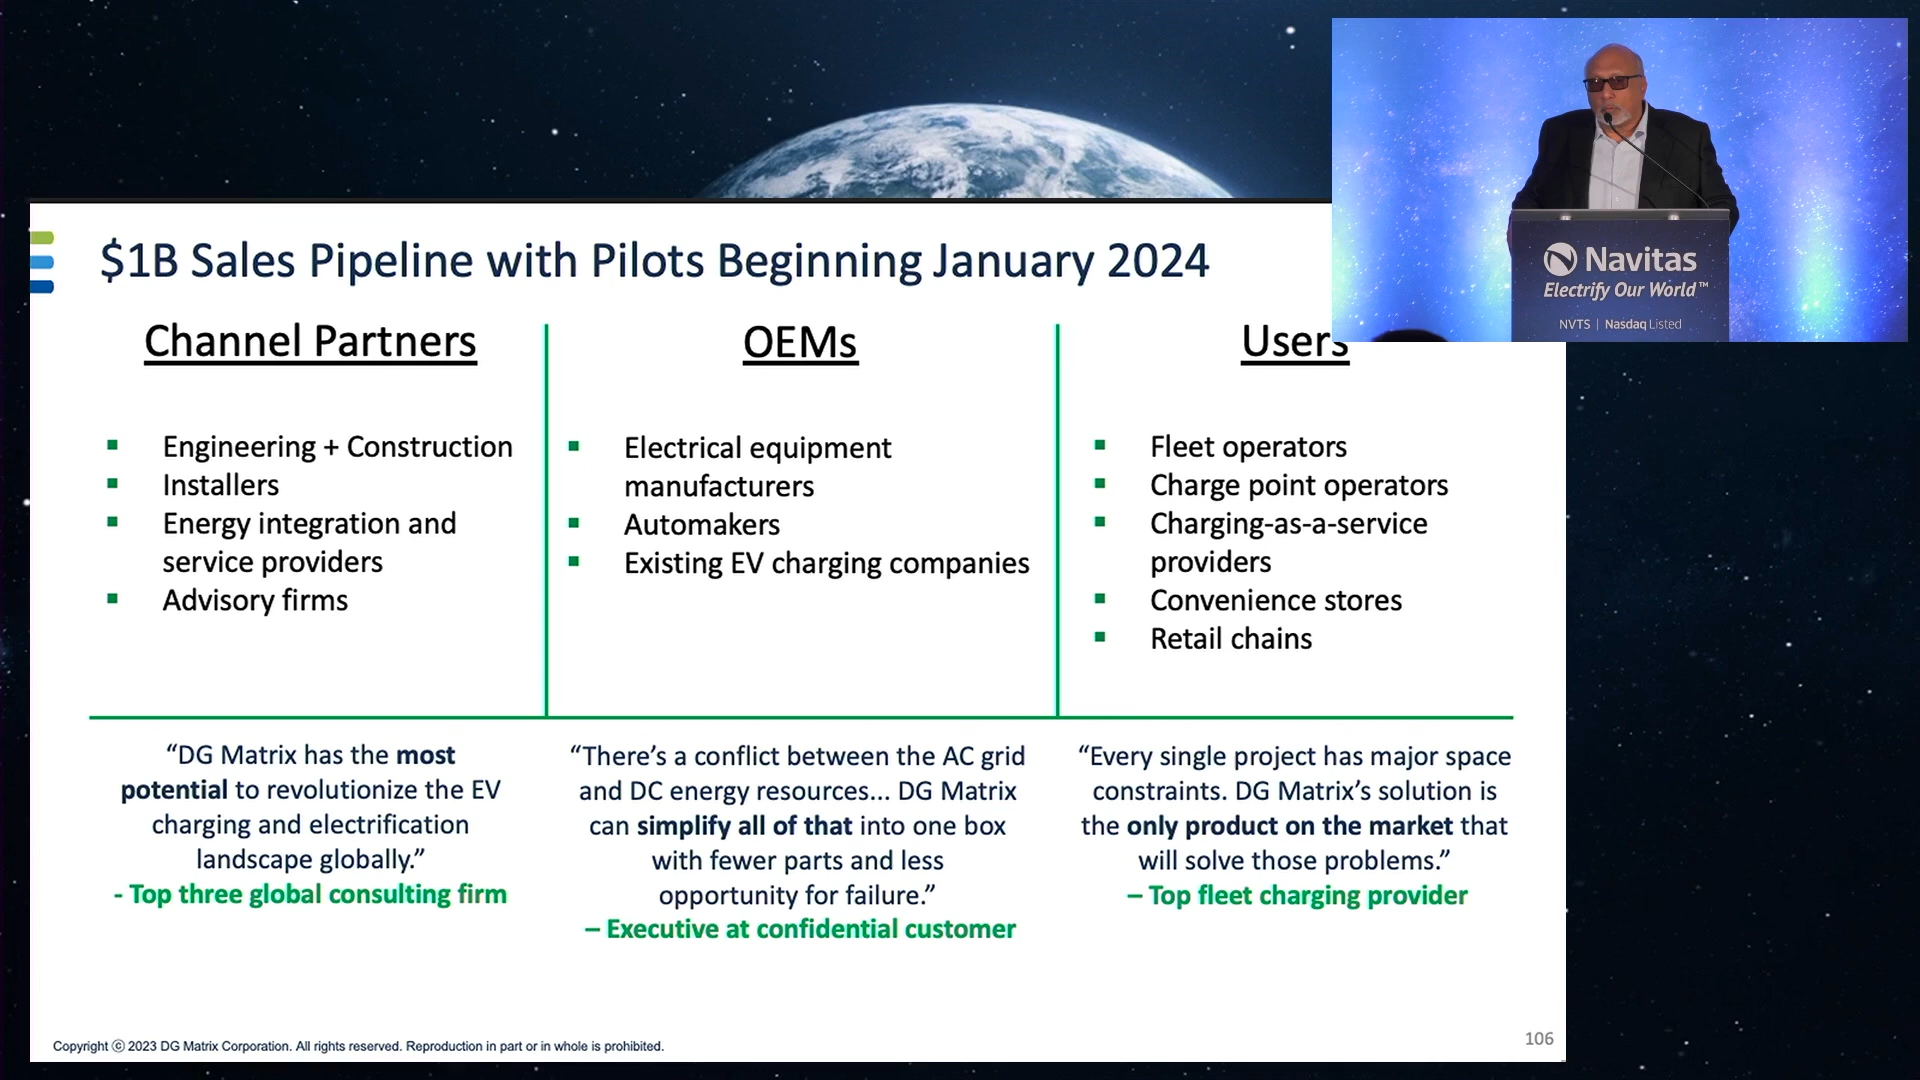 $1B Sales Pipeline with Pilots Beginning January 2024
Navitas
Electrify Our World™
NVTS | Nasdaq Listed
Channel Partners
▪ Engineering + Construction
▪ Installers
▪ Energy integration and
service providers
▪ Advisory firms
OEMs
▪ Electrical equipment
manufacturers
▪ Automakers
▪ Existing EV charging companies
Users
▪ Fleet operators
▪ Charge point operators
▪ Charging-as-a-service
providers
▪ Convenience stores
▪ Retail chains
“DG Matrix has the most
potential to revolutionize the EV
charging and electrification
landscape globally.”
- Top three global consulting firm
“There’s a conflict between the AC grid
and DC energy resources... DG Matrix
can simplify all of that into one box
with fewer parts and less
opportunity for failure.”
– Executive at confidential customer
“Every single project has major space
constraints. DG Matrix’s solution is
the only product on the market that
will solve those problems.”
– Top fleet charging provider
Copyright ⓒ 2023 DG Matrix Corporation. All rights reserved. Reproduction in part or in whole is prohibited.
106